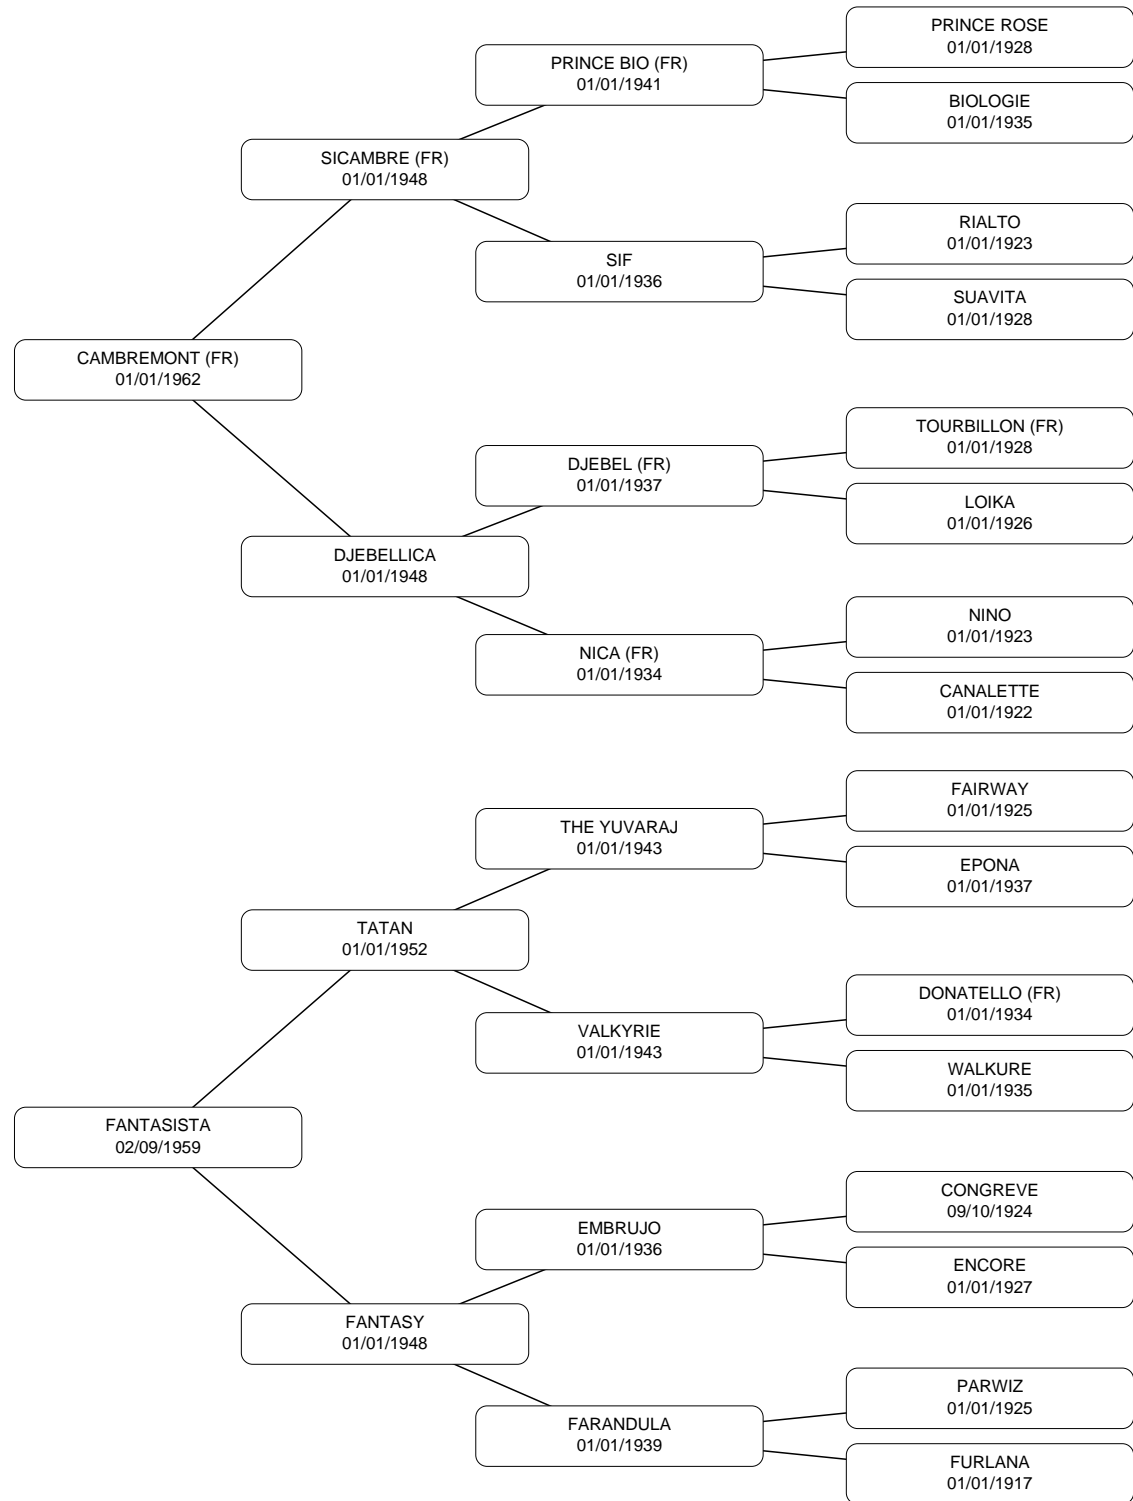 PRINCE ROSE
01/01/1928
PRINCE BIO (FR)
01/01/1941
BIOLOGIE
01/01/1935
SICAMBRE (FR)
01/01/1948
RIALTO
01/01/1923
SIF
01/01/1936
SUAVITA
01/01/1928
CAMBREMONT (FR)
01/01/1962
TOURBILLON (FR)
01/01/1928
DJEBEL (FR)
01/01/1937
LOIKA
01/01/1926
DJEBELLICA
01/01/1948
NINO
01/01/1923
NICA (FR)
01/01/1934
CANALETTE
01/01/1922
FAIRWAY
01/01/1925
THE YUVARAJ
01/01/1943
EPONA
01/01/1937
TATAN
01/01/1952
DONATELLO (FR)
01/01/1934
VALKYRIE
01/01/1943
WALKURE
01/01/1935
FANTASISTA
02/09/1959
CONGREVE
09/10/1924
EMBRUJO
01/01/1936
ENCORE
01/01/1927
FANTASY
01/01/1948
PARWIZ
01/01/1925
FARANDULA
01/01/1939
FURLANA
01/01/1917